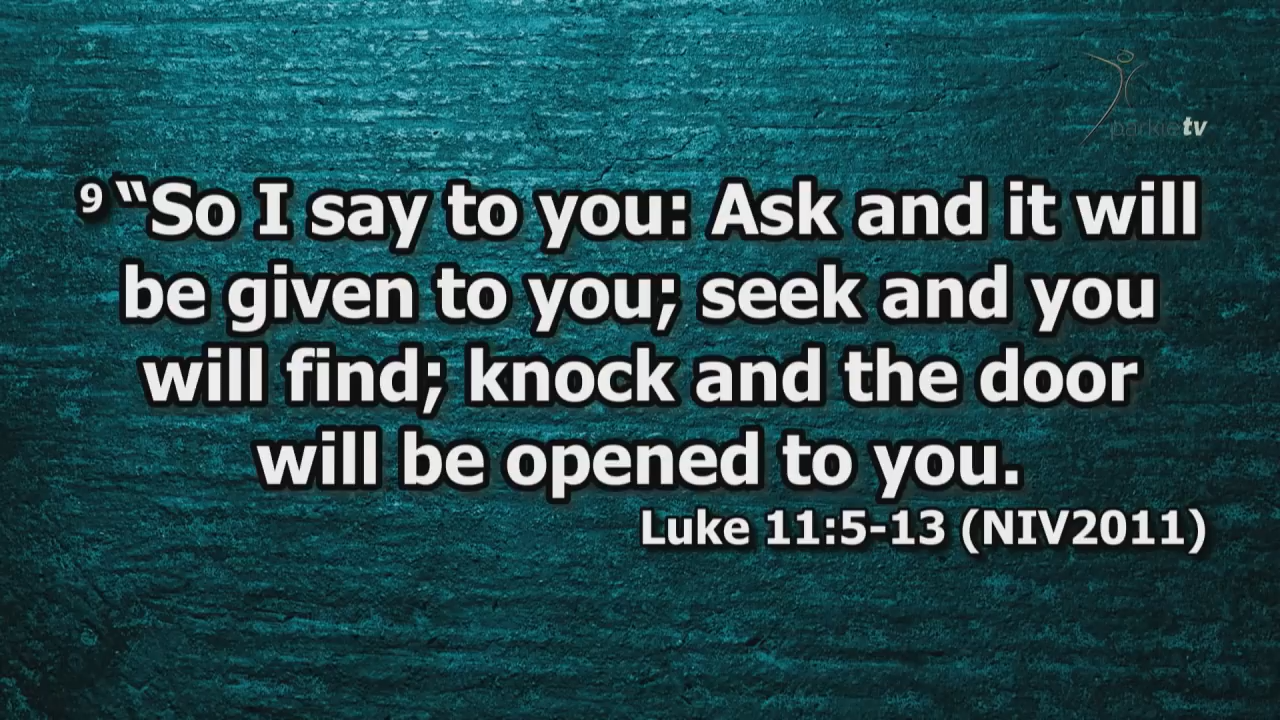 parkietv
9 “So I say to you: Ask and it will
be given to you; seek and you
will find; knock and the door
will be opened to you.
Luke 11:5-13 (NIV2011)